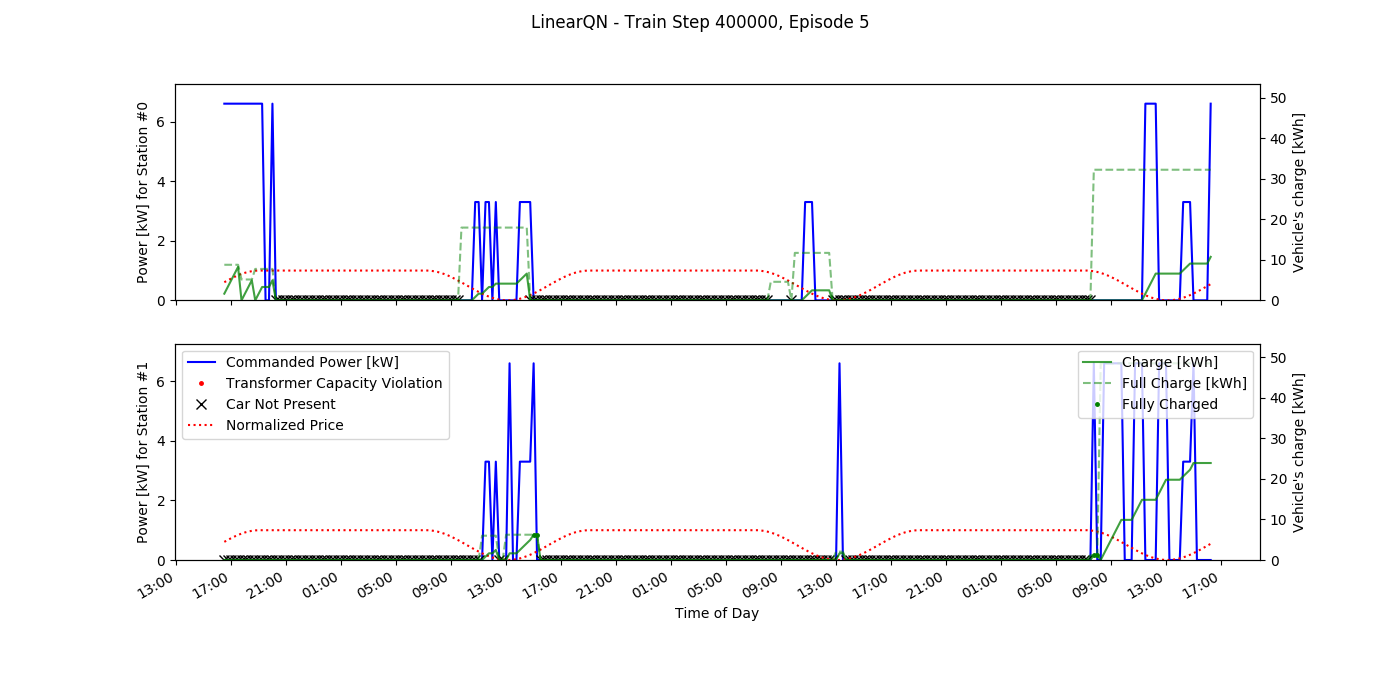 LinearQN - Train Step 400000, Episode 5
Power [kW] for Station #0
0
2
4
6
0
10
20
30
40
50
Vehicle's charge [kWh]
Power [kW] for Station #1
0
2
4
6
Commanded Power [kW]
Transformer Capacity Violation
Car Not Present
Normalized Price
Charge [kWh]
Full Charge [kWh]
Fully Charged
0
10
20
30
40
50
Vehicle's charge [kWh]
13:00 17:00 21:00 01:00 05:00 09:00 13:00 17:00 21:00 01:00 05:00 09:00 13:00 17:00 21:00 01:00 05:00 09:00 13:00 17:00
Time of Day